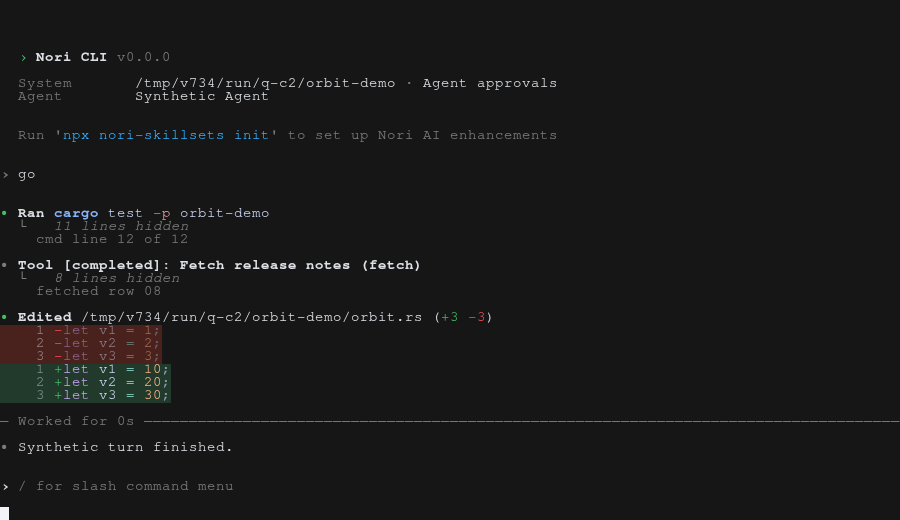 › Nori CLI v0.0.0
System /tmp/v734/run/q-c2/orbit-demo · Agent approvals
Agent Synthetic Agent
Run 'npx nori-skillsets init' to set up Nori AI enhancements
› go
• Ran cargo test -p orbit-demo
└ 11 lines hidden
cmd line 12 of 12
• Tool [completed]: Fetch release notes (fetch)
└ 8 lines hidden
fetched row 08
• Edited /tmp/v734/run/q-c2/orbit-demo/orbit.rs (+3 -3)
1 -let v1 = 1;
2 -let v2 = 2;
3 -let v3 = 3;
1 +let v1 = 10;
2 +let v2 = 20;
3 +let v3 = 30;
─ Worked for 0s ─────────────────────────────────────────────────────────────
• Synthetic turn finished.
› / for slash command menu